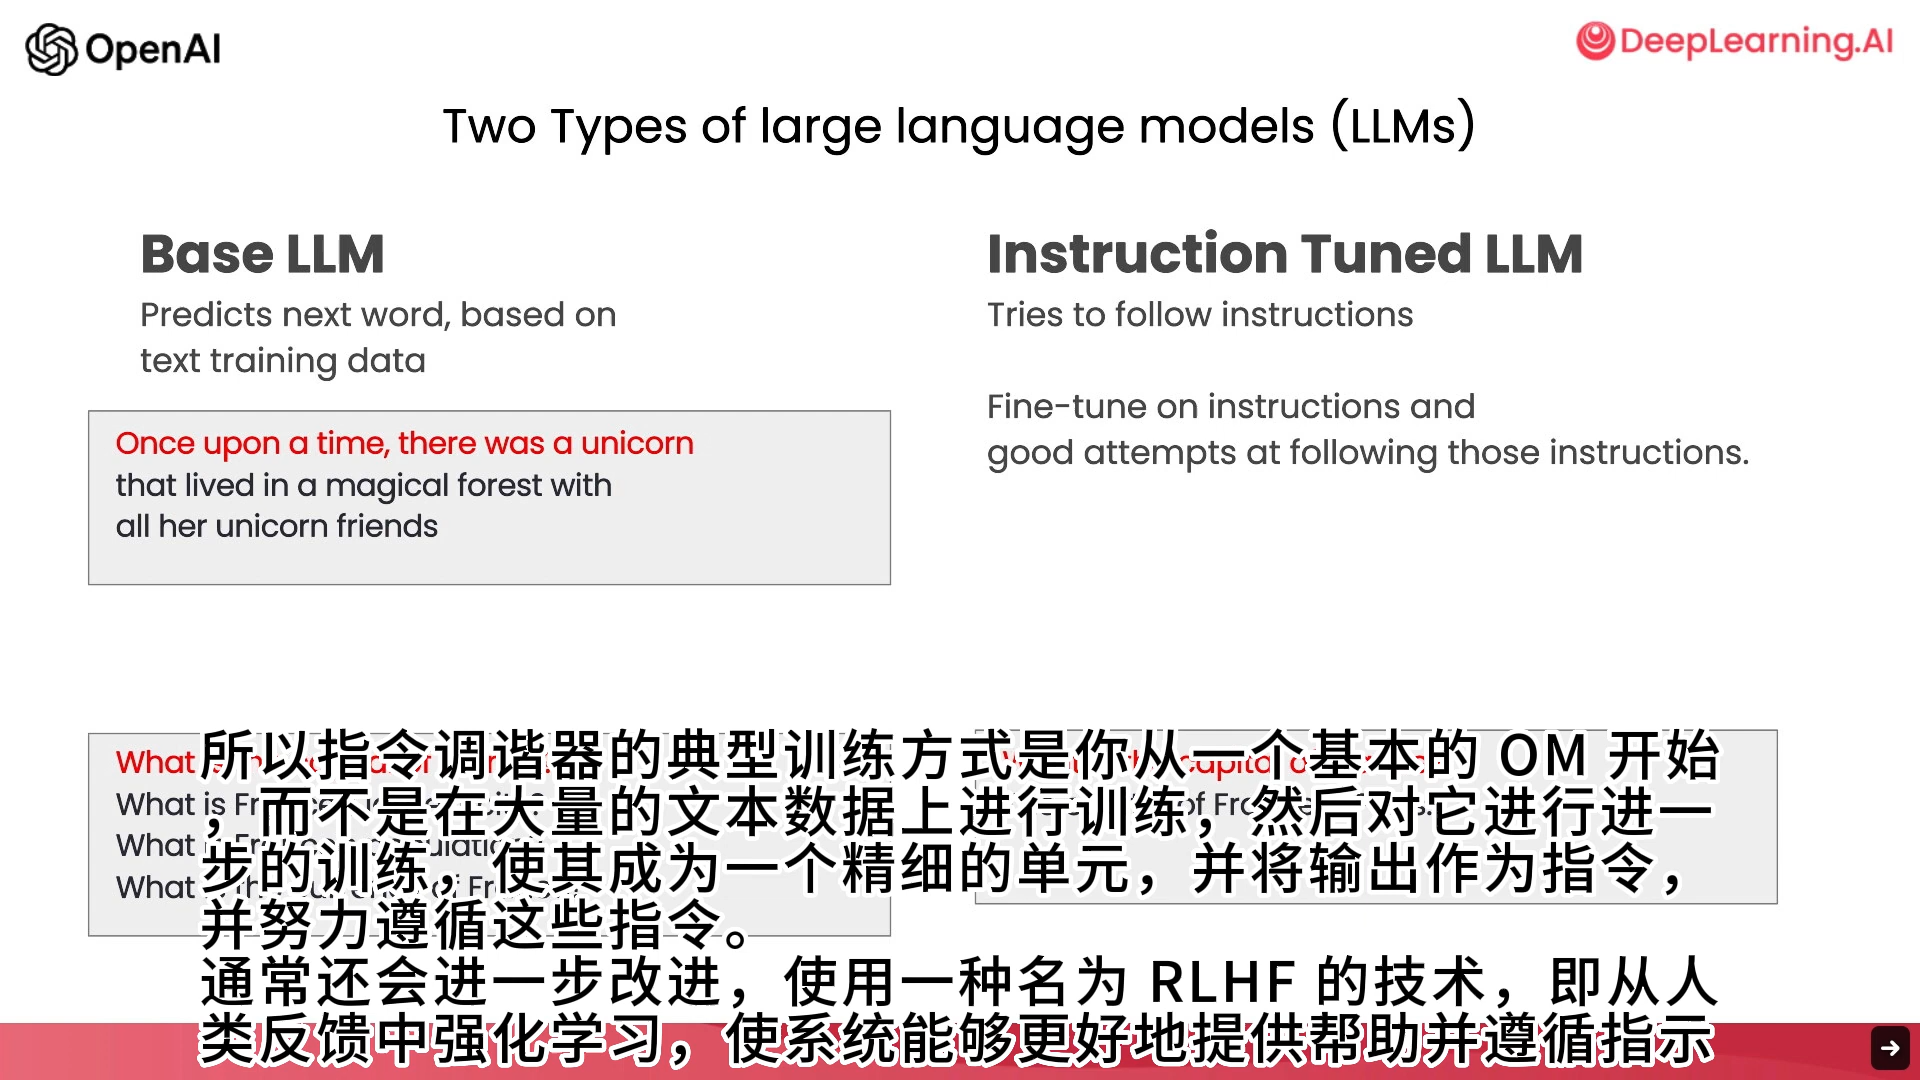 OpenAI
DeepLearning.AI
Two Types of large language models (LLMs)
Base LLM
Predicts next word, based on
text training data
Once upon a time, there was a unicorn
that lived in a magical forest with
all her unicorn friends
Instruction Tuned LLM
Tries to follow instructions
Fine-tune on instructions and
good attempts at following those instructions.
What
What is
What
What
capital
of
所以指令调谐器的典型训练方式是你从一个基本的 OM 开始
，而不是在大量的文本数据上进行训练，然后对它进行进一
步的训练，使其成为一个精细的单元，并将输出作为指令，
并努力遵循这些指令。
通常还会进一步改进，使用一种名为 RLHF 的技术，即从人
类反馈中强化学习，使系统能够更好地提供帮助并遵循指示